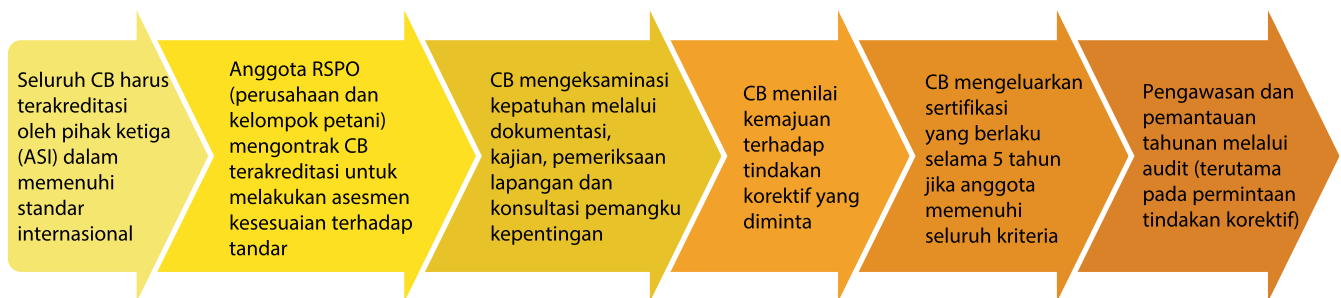 Seluruh CB harus
terakreditasi
oleh pihak ketiga
(ASI) dalam
memenuhi
standar
internasional
Anggota RSPO
(perusahaan dan
kelompok petani)
mengontrak CB
terakreditasi untuk
melakukan asesmen
kesesuaian terhadap
tandar
CB mengeksaminasi
kepatuhan melalui
dokumentasi,
kajian, pemeriksaan
lapangan dan
konsultasi pemangku
kepentingan
CB menilai
kemajuan
terhadap
tindakan
korektif yang
diminta
CB mengeluarkan
sertifikasi
yang berlaku
selama 5 tahun
jika anggota
memenuhi
seluruh kriteria
Pengawasan dan
pemantauan
tahunan melalui
audit (terutama
pada permintaan
tindakan korektif)